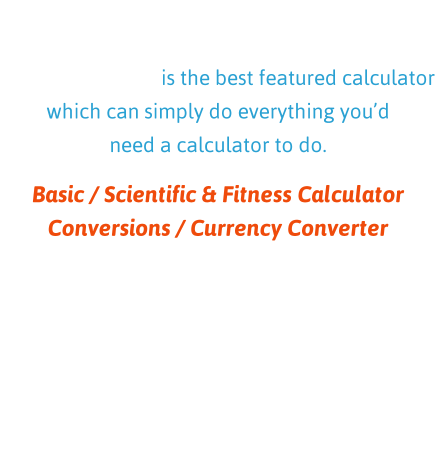 is the best featured calculator
which can simply do everything you'd
need a calculator to do.
Basic / Scientific & Fitness Calculator
Conversions / Currency Converter